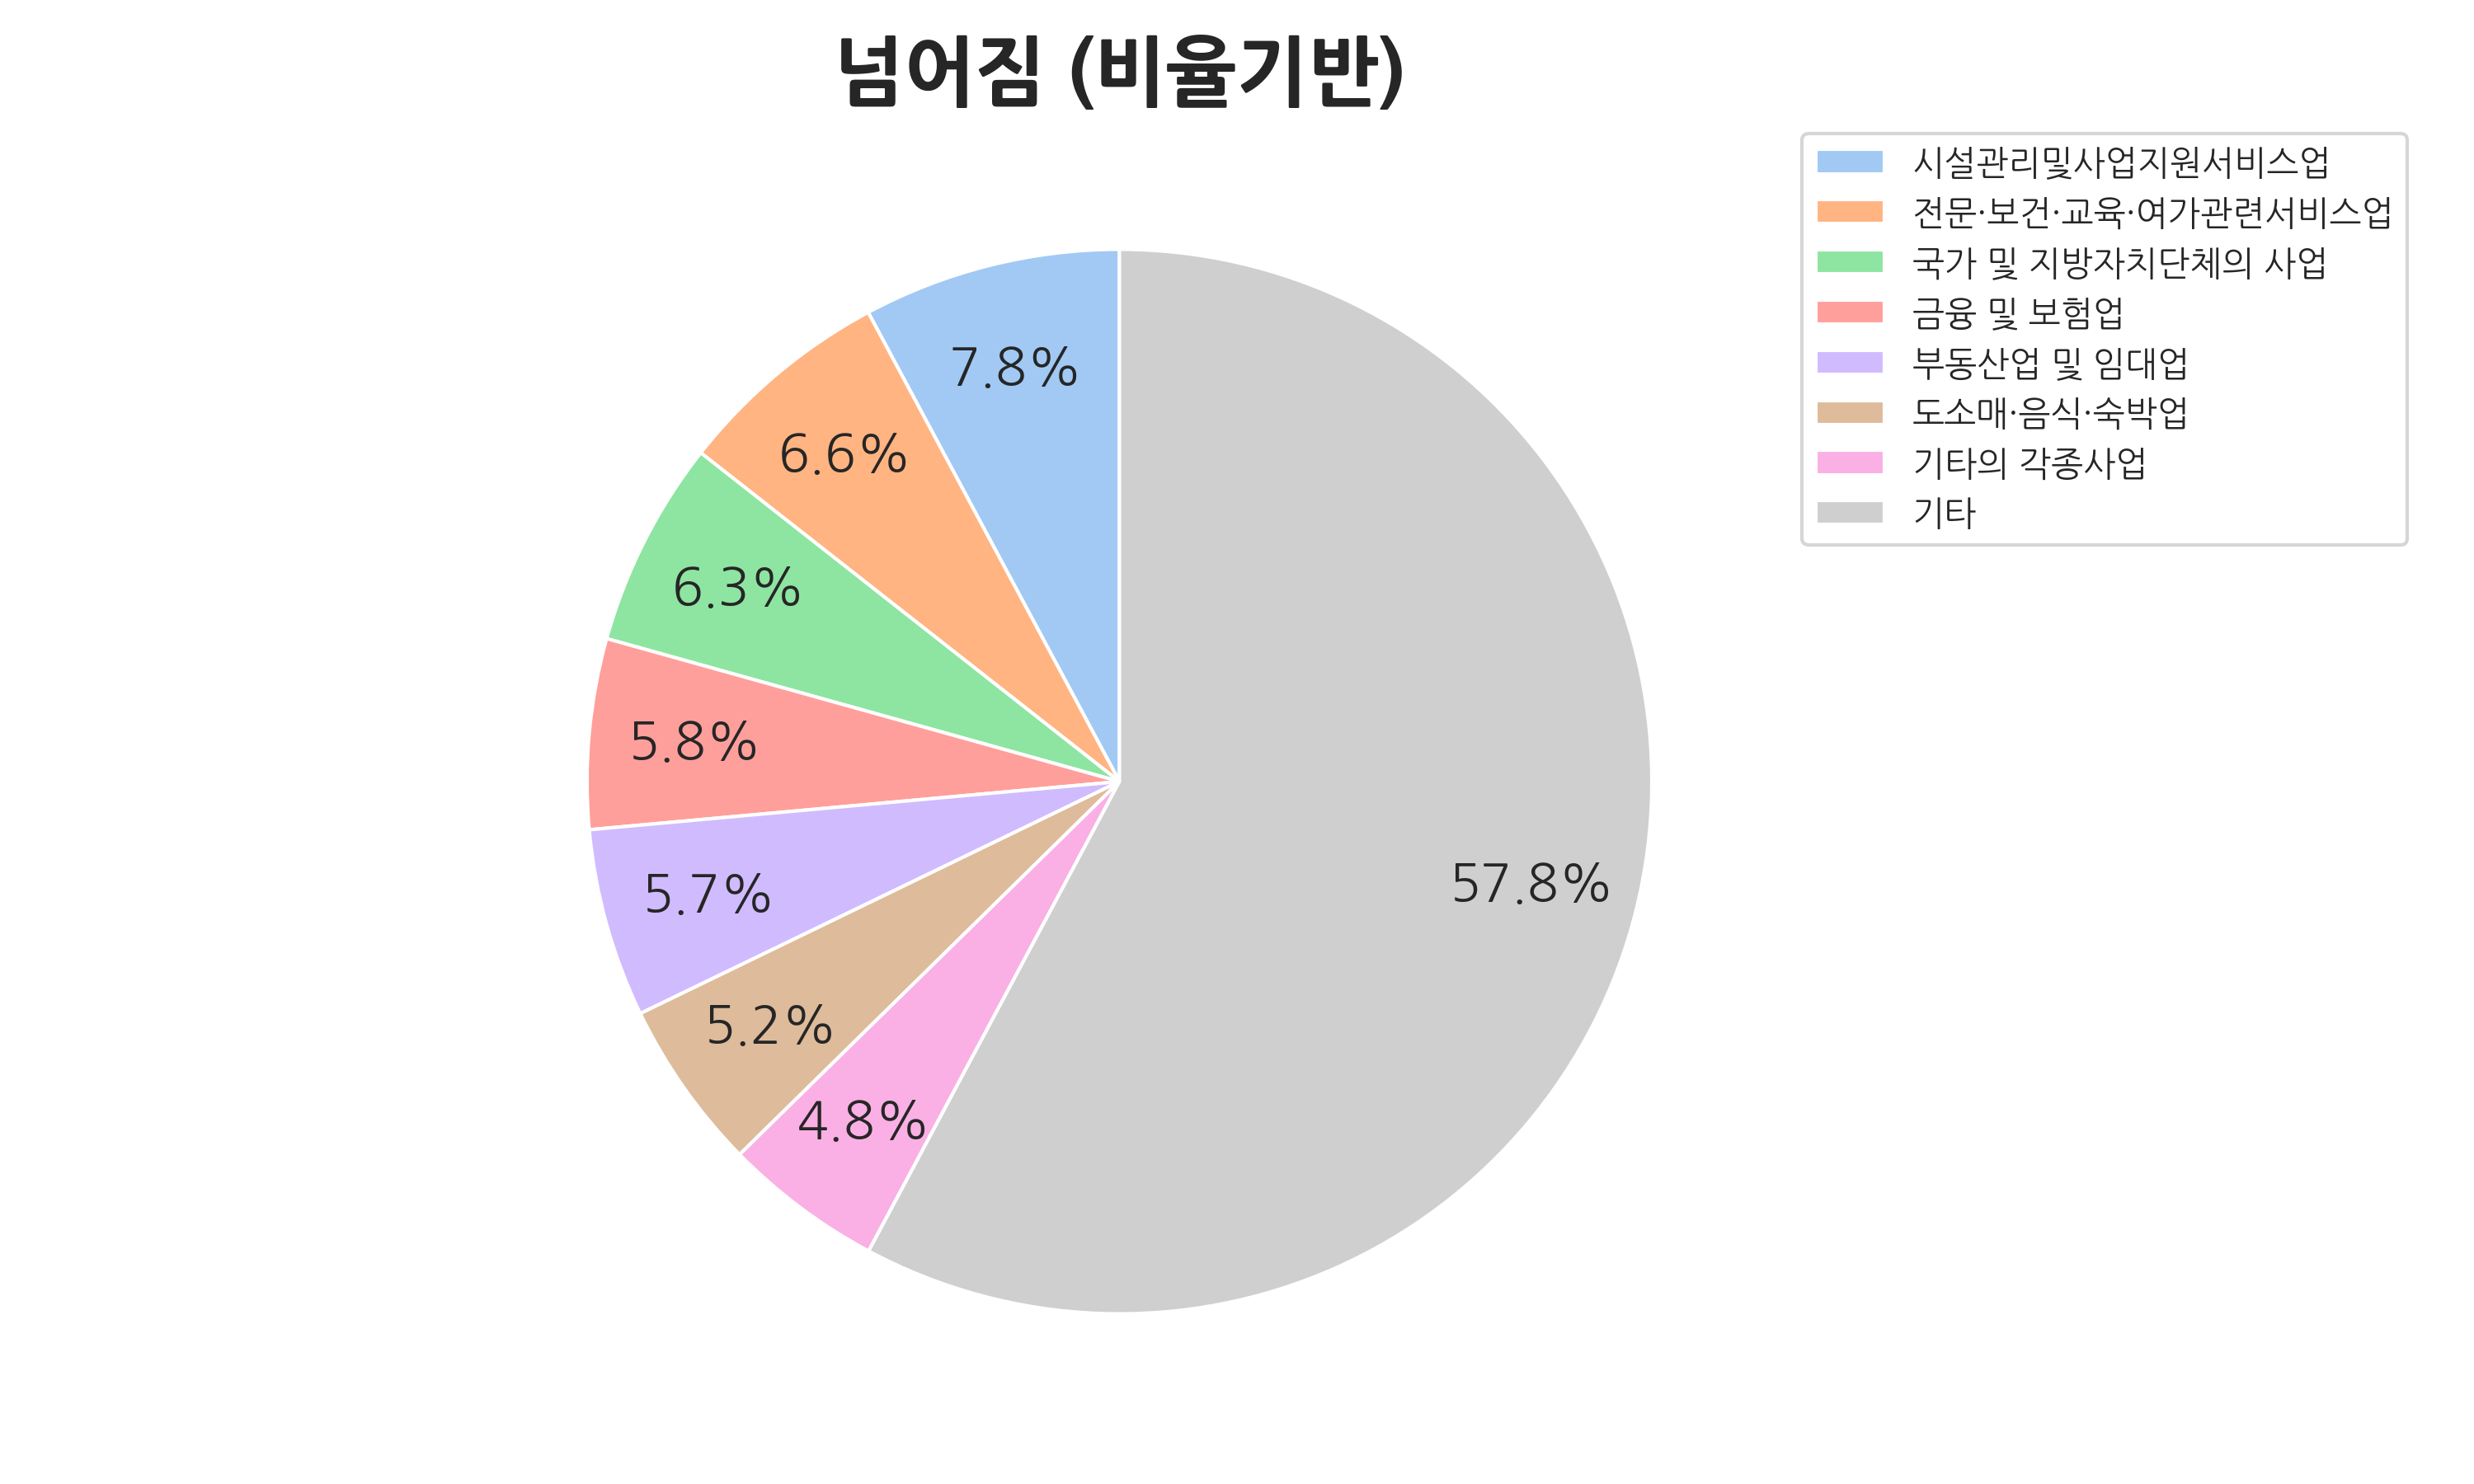 넘어짐 (비율기반)
시설관리및사업지원서비스업
전문·보건·교육·여가관련서비스업
국가 및 지방자치단체의 사업
금융 및 보험업
부동산업 및 임대업
도소매·음식·숙박업
기타의 각종사업
기타
7.8%
6.6%
6.3%
5.8%
5.7%
5.2%
4.8%
57.8%